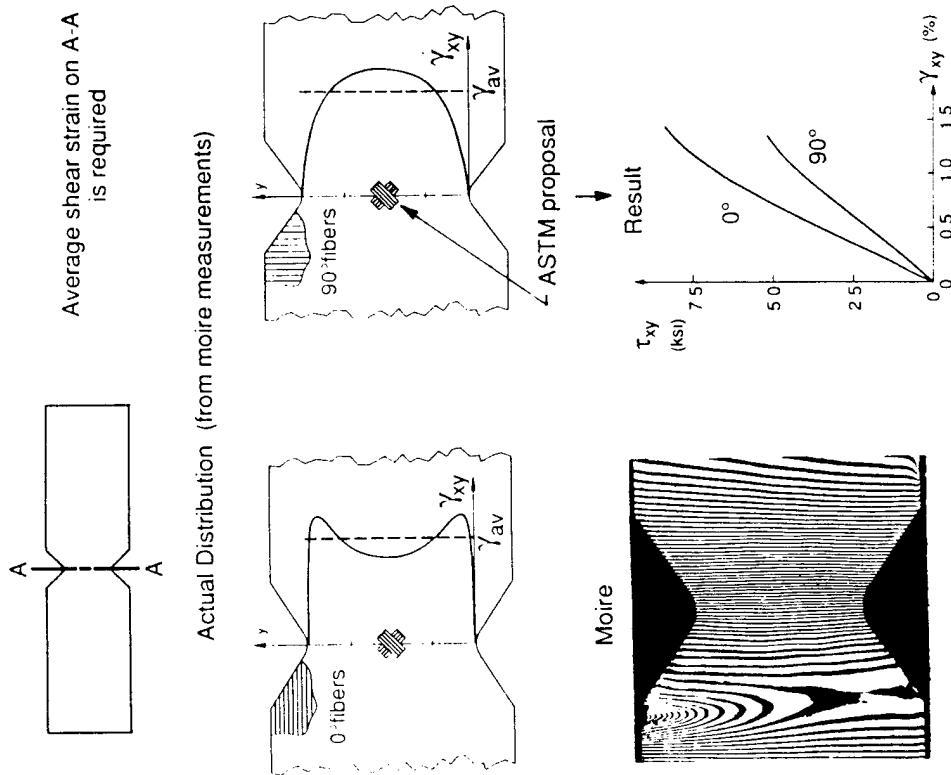 A
A
Average shear strain on A-A
is required
Actual Distribution (from moire measurements)
y
0° fibers
γxy
γav
y
90° fibers
γxy
γav
ASTM proposal
Moire
Result
τxy
(ksi)
7 5
5 0
2 5
0
0°
90°
0
0 5
1.0
1 5
γxy (%)